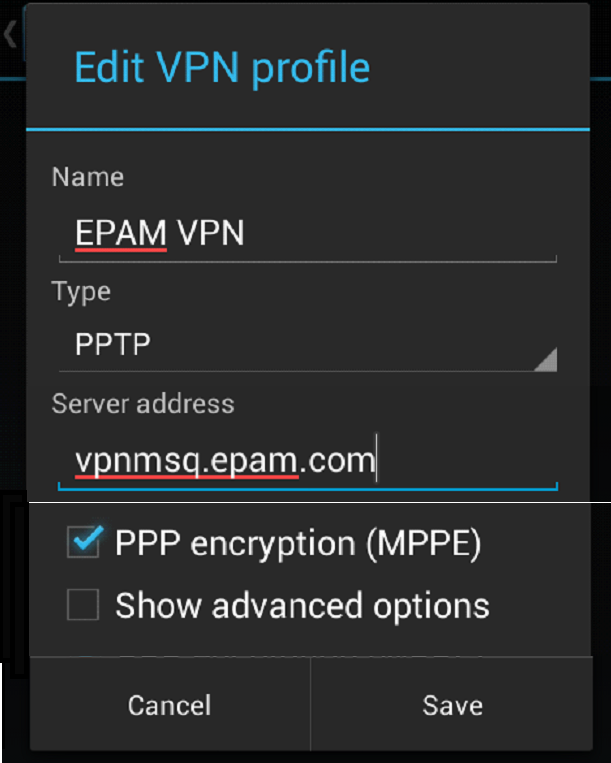 Edit VPN profile
Name
EPAM VPN
Type
PPTP
Server address
vpnmsq.epam.com
PPP encryption (MPPE)
Show advanced options
Cancel
Save